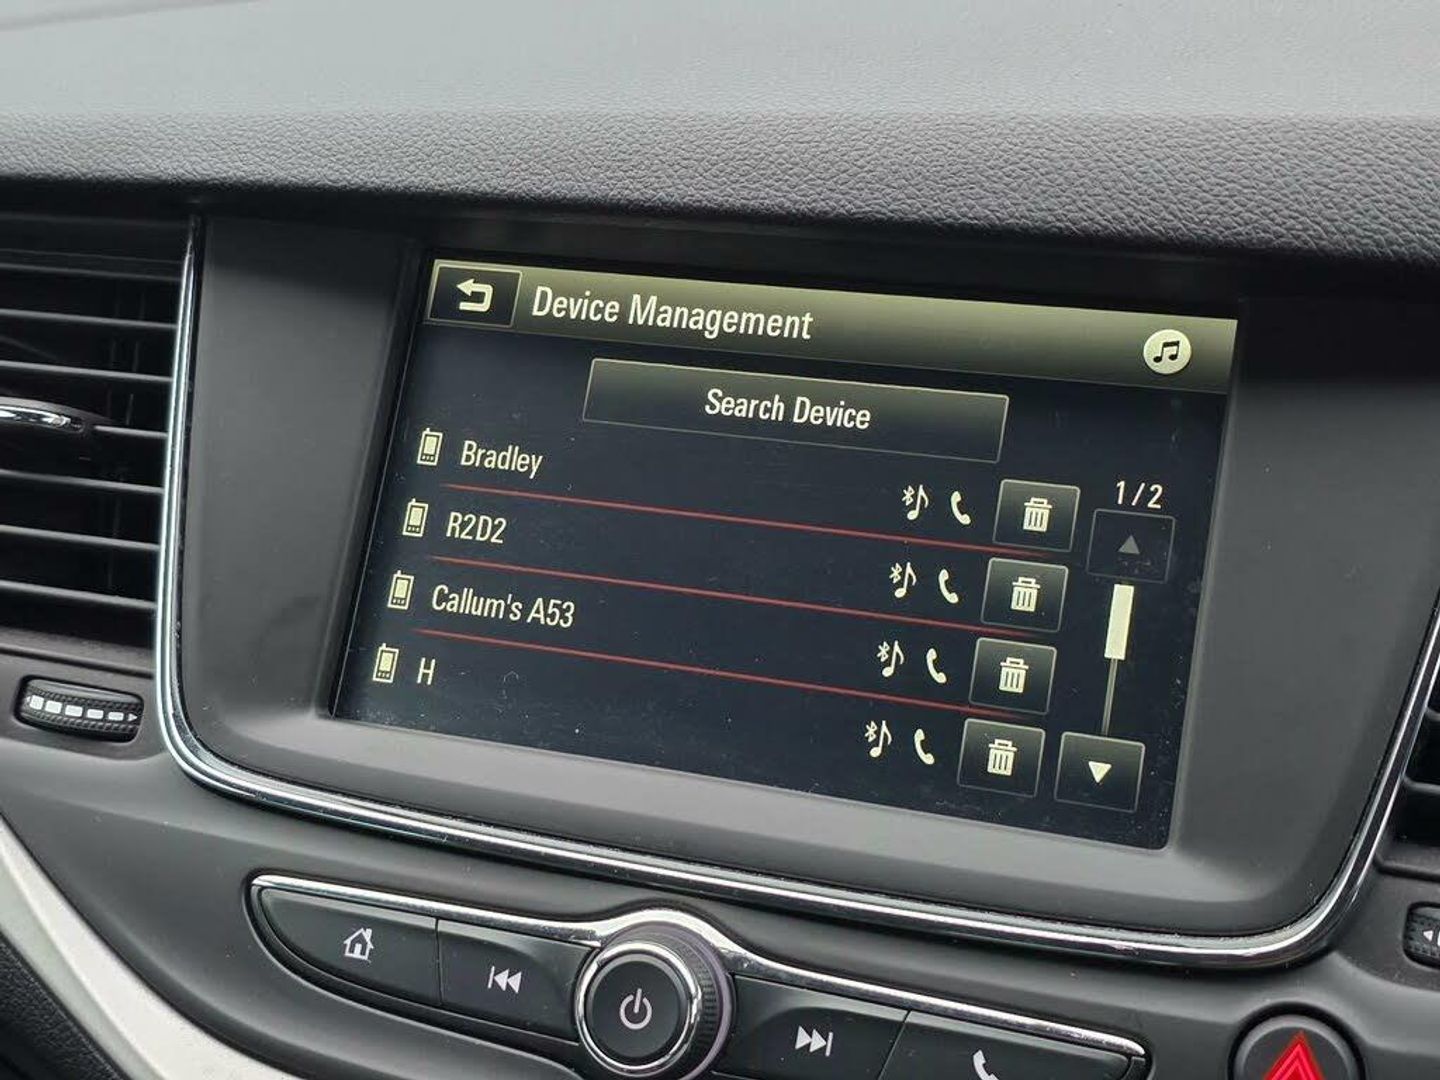 Device Management
Search Device
Bradley
1/2
R2D2
Callum's A53
H